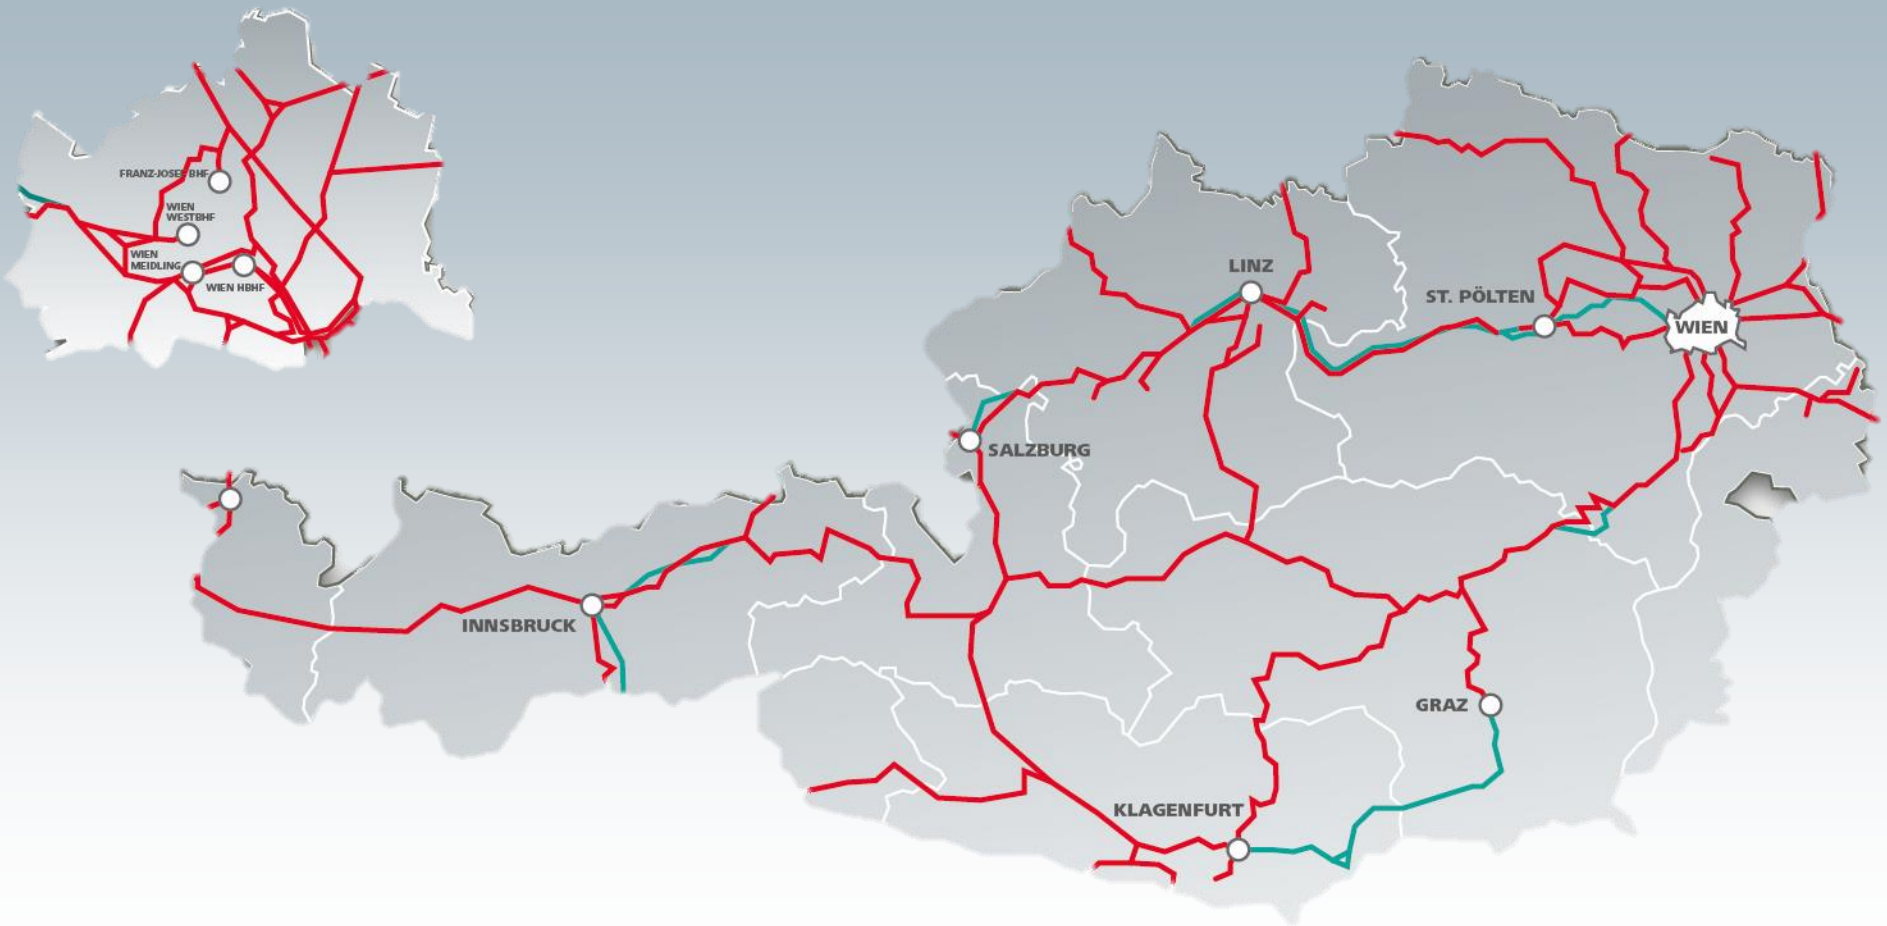 FRANZ-JOSEF BHF
WIEN
WESTBHF
WIEN
MEIDLING
WIEN HBHF
LINZ
ST. PÖLTEN
WIEN
SALZBURG
INNSBRUCK
GRAZ
KLAGENFURT